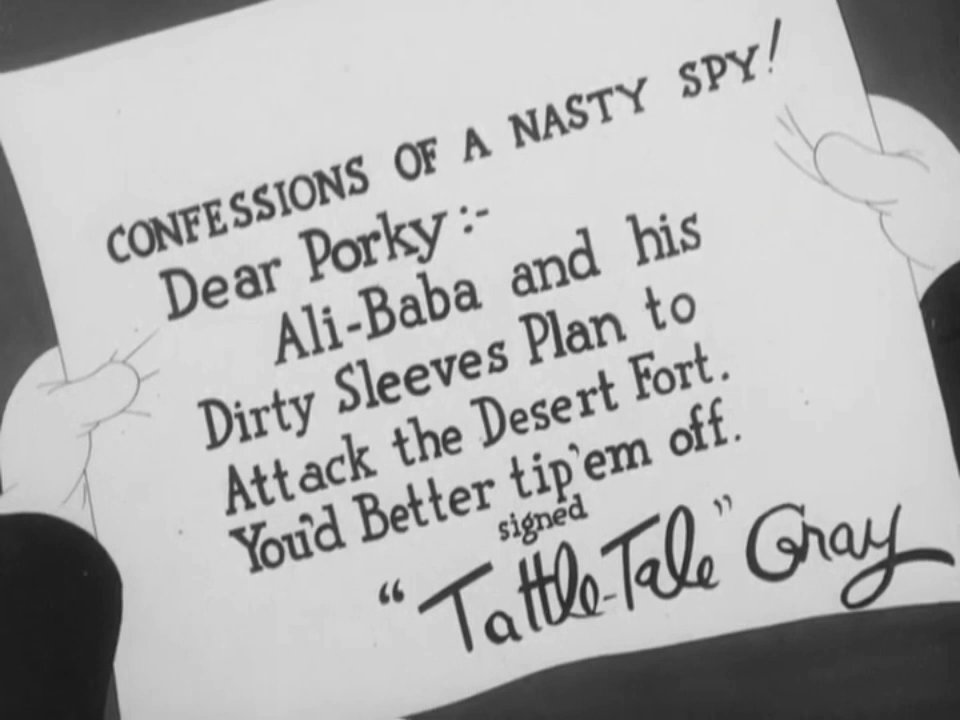 CONFESSIONS OF A NASTY SPY!
Dear Porky:-
Ali-Baba and his
Dirty Sleeves Plan to
Attack the Desert Fort.
You'd Better tip'em off.
signed
"Tattle-Tale" Gray